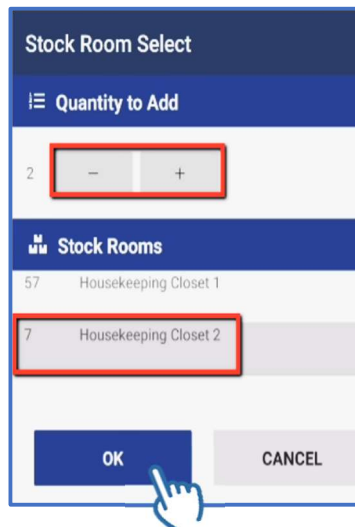 Stock Room Select
Quantity to Add
2 − +
Stock Rooms
57 Housekeeping Closet 1
7 Housekeeping Closet 2
OK CANCEL